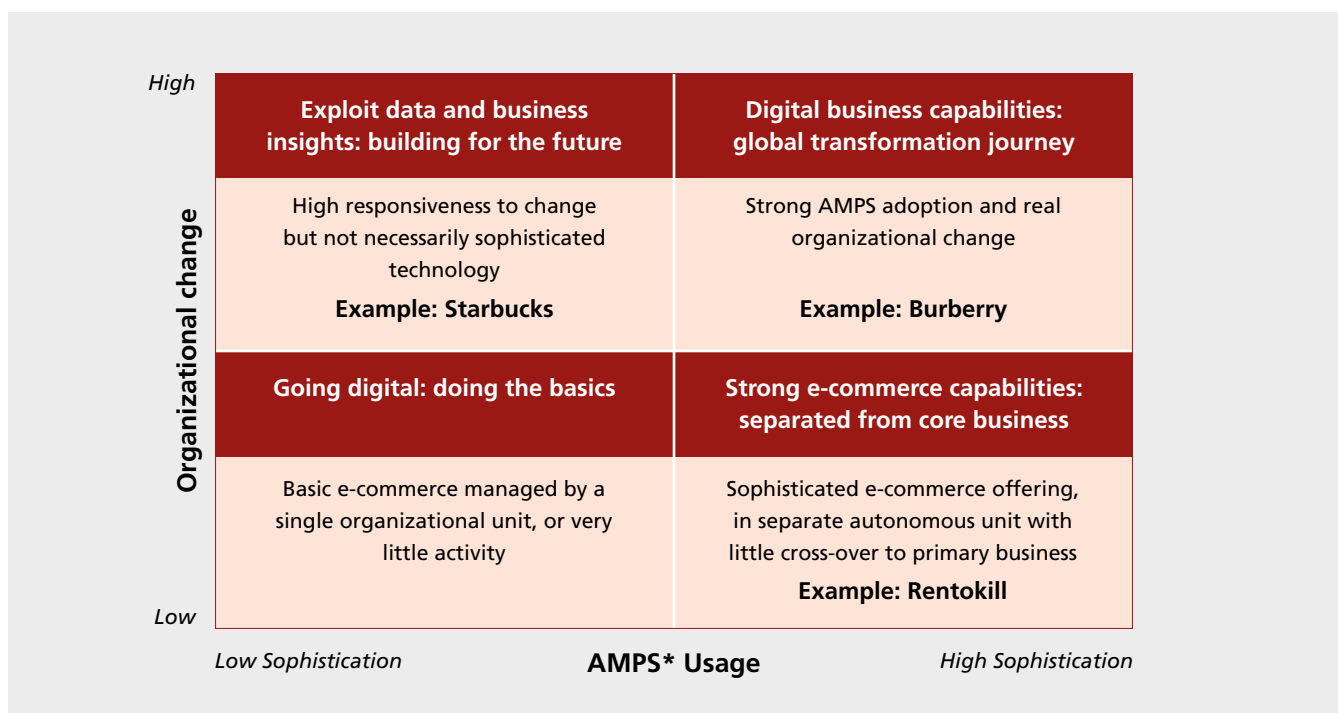 High
Exploit data and business
insights: building for the future
Digital business capabilities:
global transformation journey
High responsiveness to change
but not necessarily sophisticated
technology
Example: Starbucks
Strong AMPS adoption and real
organizational change
Example: Burberry
Organizational change
Going digital: doing the basics
Strong e-commerce capabilities:
separated from core business
Basic e-commerce managed by a
single organizational unit, or very
little activity
Sophisticated e-commerce offering,
in separate autonomous unit with
little cross-over to primary business
Example: Rentokill
Low
Low Sophistication
AMPS* Usage
High Sophistication